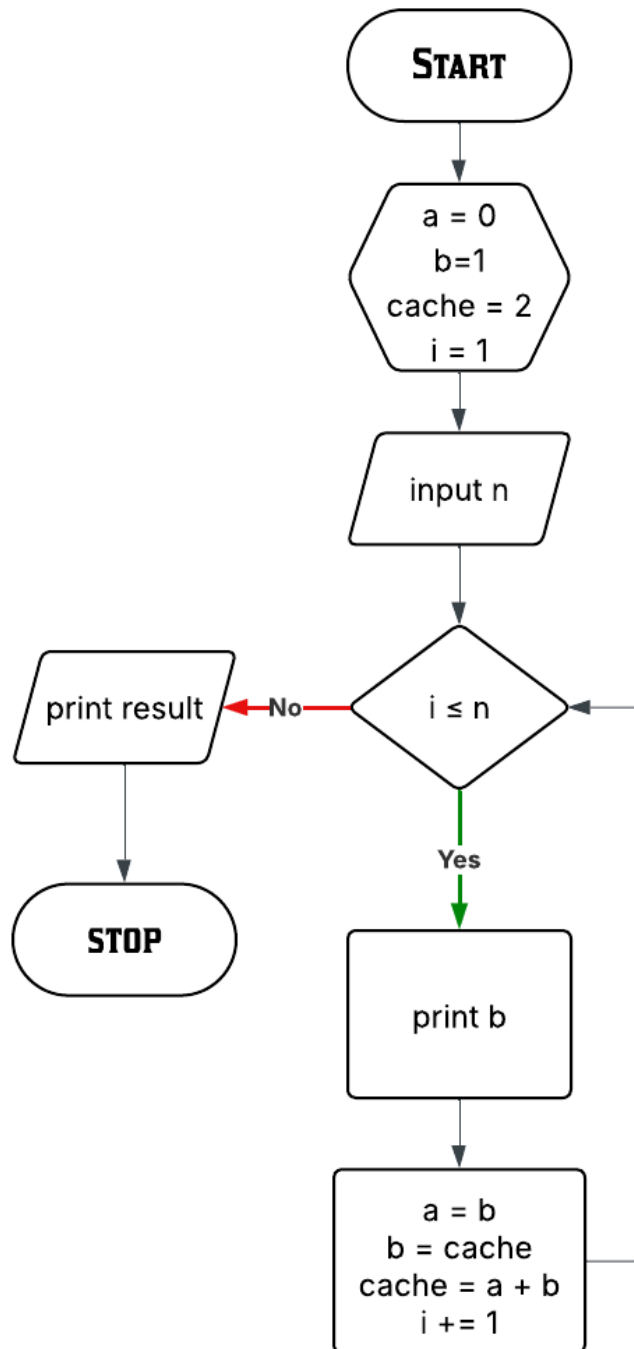 START
a = 0
b=1
cache = 2
i = 1
input n
i ≤ n
No
print result
STOP
Yes
print b
a = b
b = cache
cache = a + b
i += 1